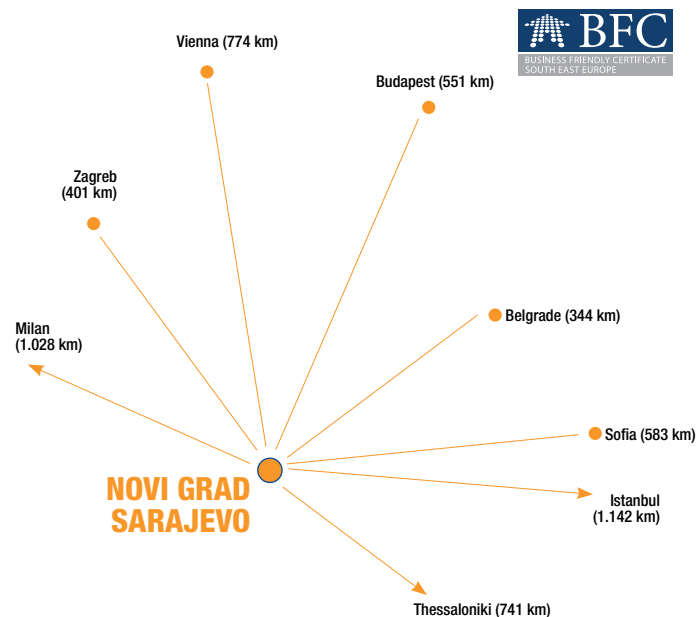 Vienna (774 km)
BFC
BUSINESS FRIENDLY CERTIFICATE
SOUTH EAST EUROPE
Budapest (551 km)
Zagreb
(401 km)
Belgrade (344 km)
Milan
(1.028 km)
Sofia (583 km)
NOVI GRAD
SARAJEVO
Istanbul
(1.142 km)
Thessaloniki (741 km)